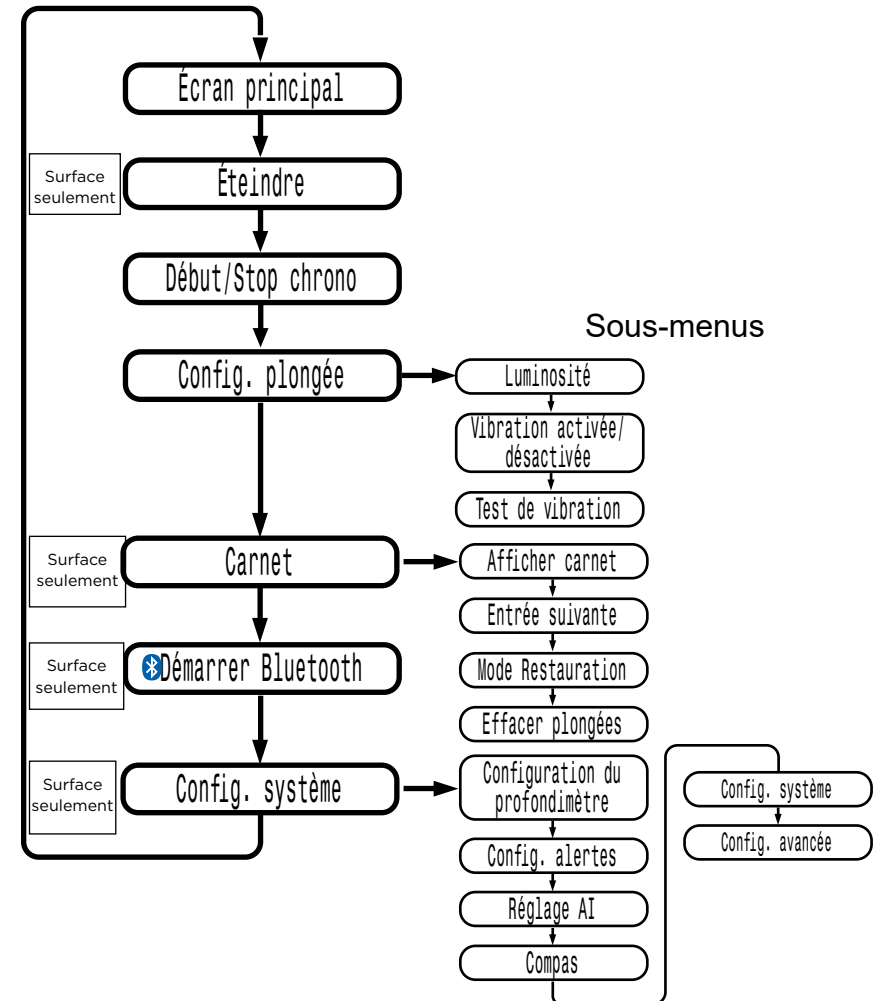 Écran principal
Surface
seulement
Éteindre
Début/Stop chrono
Sous-menus
Config. plongée
Luminosité
Vibration activée/
désactivée
Test de vibration
Surface
seulement
Carnet
Afficher carnet
Entrée suivante
Surface
seulement
Démarrer Bluetooth
Mode Restauration
Effacer plongées
Surface
seulement
Config. système
Configuration du
profondimètre
Config. alertes
Réglage AI
Compas
Config. système
Config. avancée